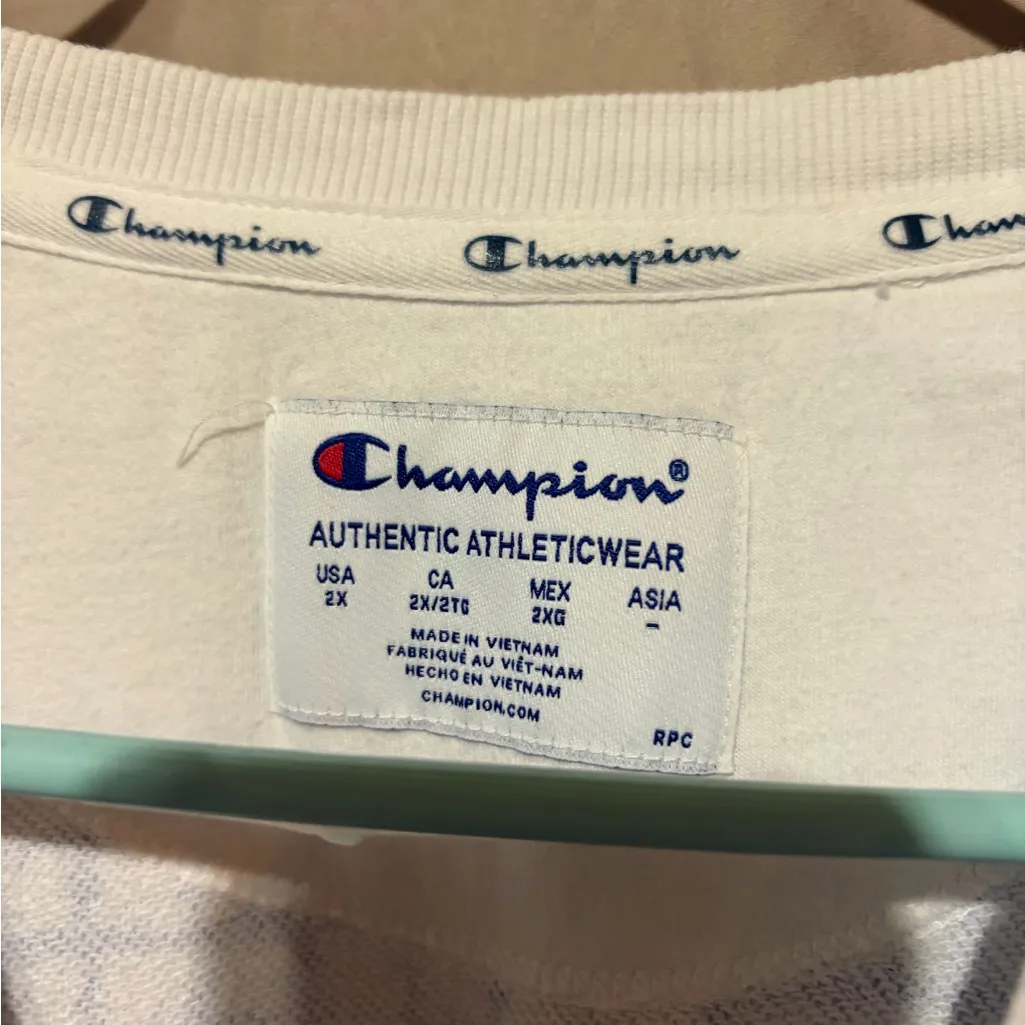 Champion Champion Cham
Champion®
AUTHENTIC ATHLETICWEAR
USA CA MEX ASIA
2X 2X/2TG 2XG –
MADE IN VIETNAM
FABRIQUÉ AU VIÊT-NAM
HECHO EN VIETNAM
CHAMPION.COM
RPC